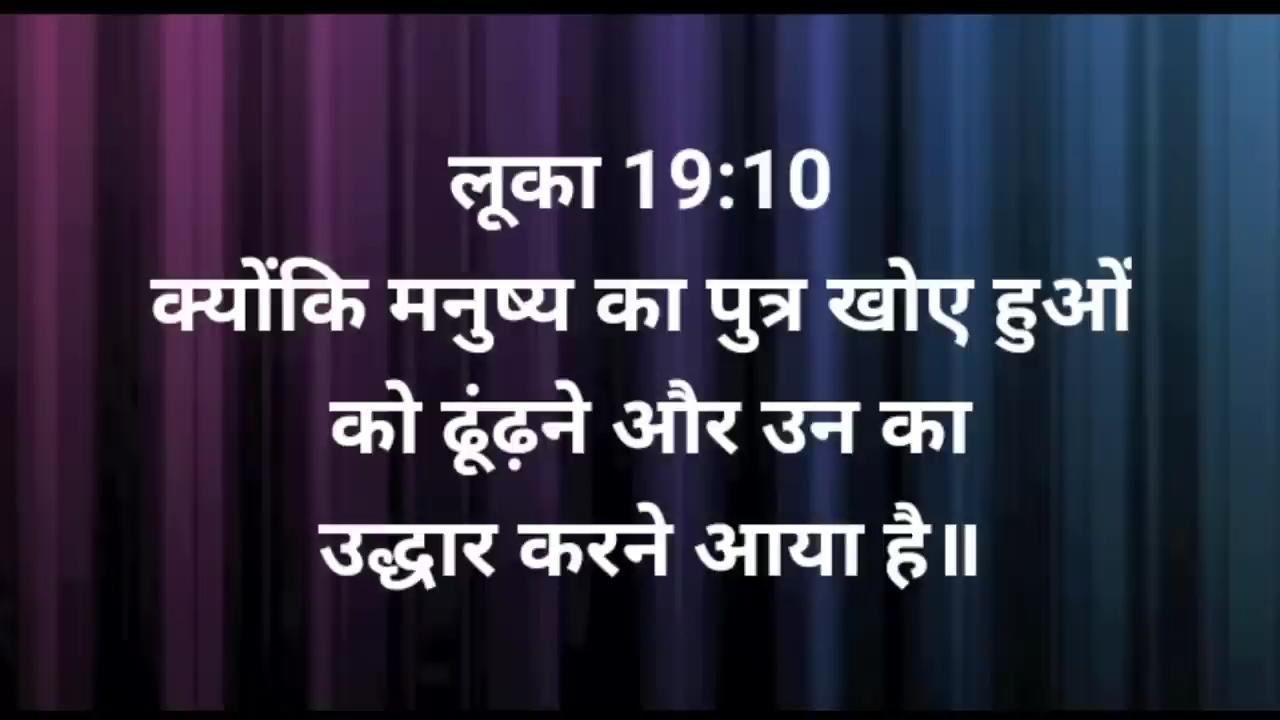 लूका 19:10
क्योंकि मनुष्य का पुत्र खोए हुओं
को ढूंढ़ने और उन का
उद्धार करने आया है॥